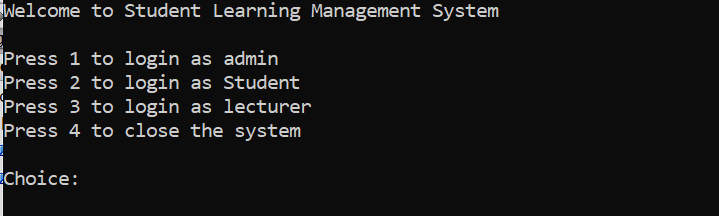 Welcome to Student Learning Management System
Press 1 to login as admin
Press 2 to login as Student
Press 3 to login as lecturer
Press 4 to close the system
Choice: